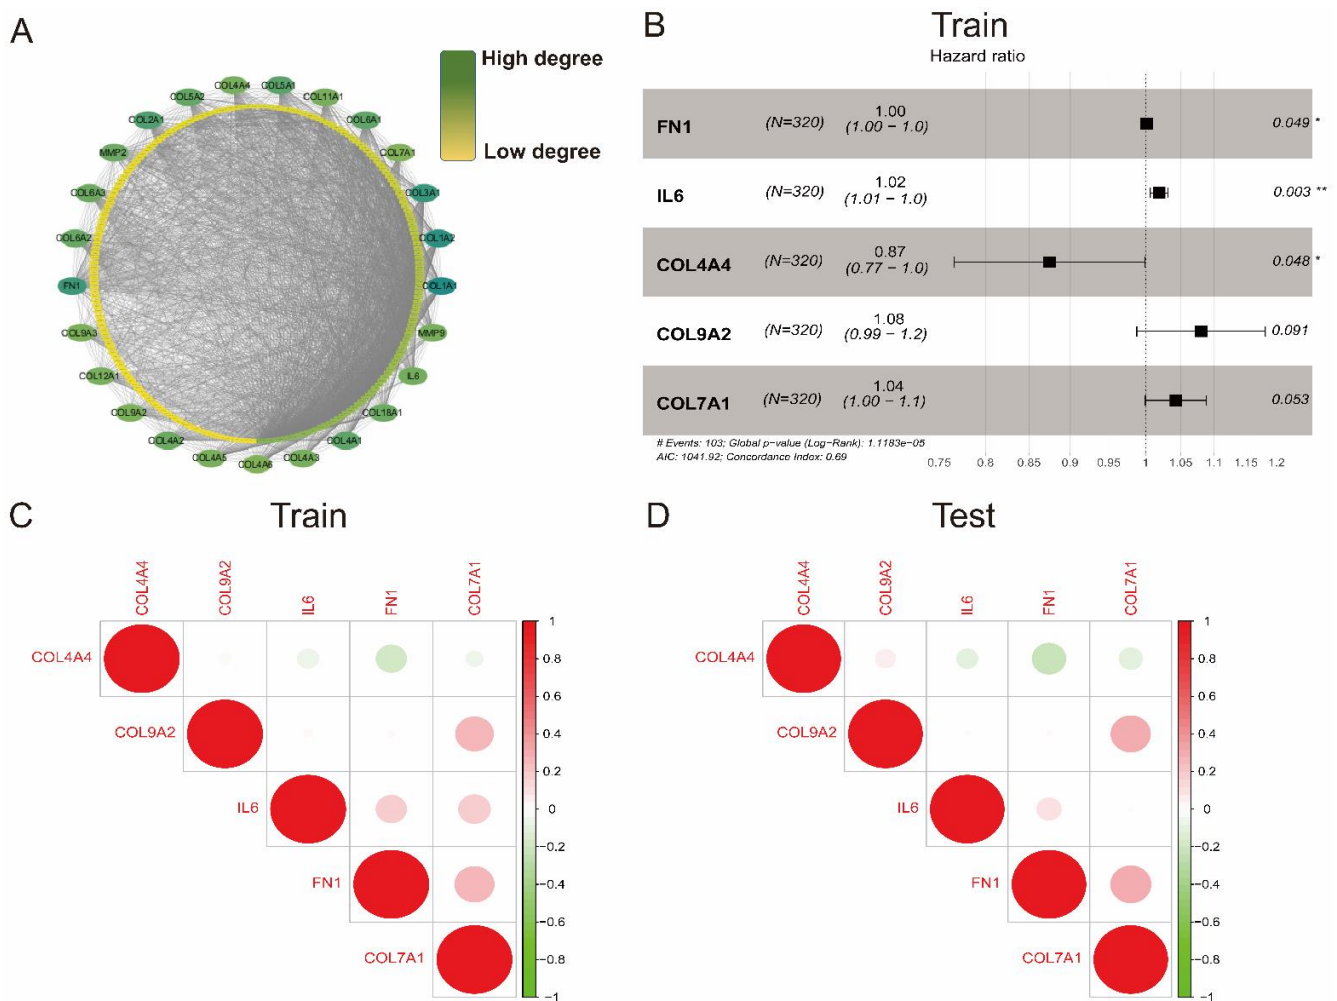 A
High degree
Low degree
COL4A4
COL5A1
COL11A1
COL6A1
COL7A1
COL3A1
COL1A2
COL1A1
MMP9
IL6
COL18A1
COL4A1
COL4A3
COL4A6
COL4A5
COL4A2
COL9A2
COL12A1
COL9A3
FN1
COL6A2
COL6A3
MMP2
COL2A1
COL5A2
B
Train
Hazard ratio
FN1 (N=320) 1.00 0.049 *
(1.00 − 1.0)
IL6 (N=320) 1.02 0.003 **
(1.01 − 1.0)
COL4A4 (N=320) 0.87 0.048 *
(0.77 − 1.0)
COL9A2 (N=320) 1.08 0.091
(0.99 − 1.2)
COL7A1 (N=320) 1.04 0.053
(1.00 − 1.1)
# Events: 103; Global p−value (Log−Rank): 1.1183e−05
AIC: 1041.92; Concordance Index: 0.69
0.75 0.8 0.85 0.9 0.95 1 1.05 1.1 1.15 1.2
C
Train
COL4A4 COL9A2 IL6 FN1 COL7A1
COL4A4
COL9A2
IL6
FN1
COL7A1
1
0.8
0.6
0.4
0.2
0
−0.2
−0.4
−0.6
−0.8
−1
D
Test
COL4A4 COL9A2 IL6 FN1 COL7A1
COL4A4
COL9A2
IL6
FN1
COL7A1
1
0.8
0.6
0.4
0.2
0
−0.2
−0.4
−0.6
−0.8
−1